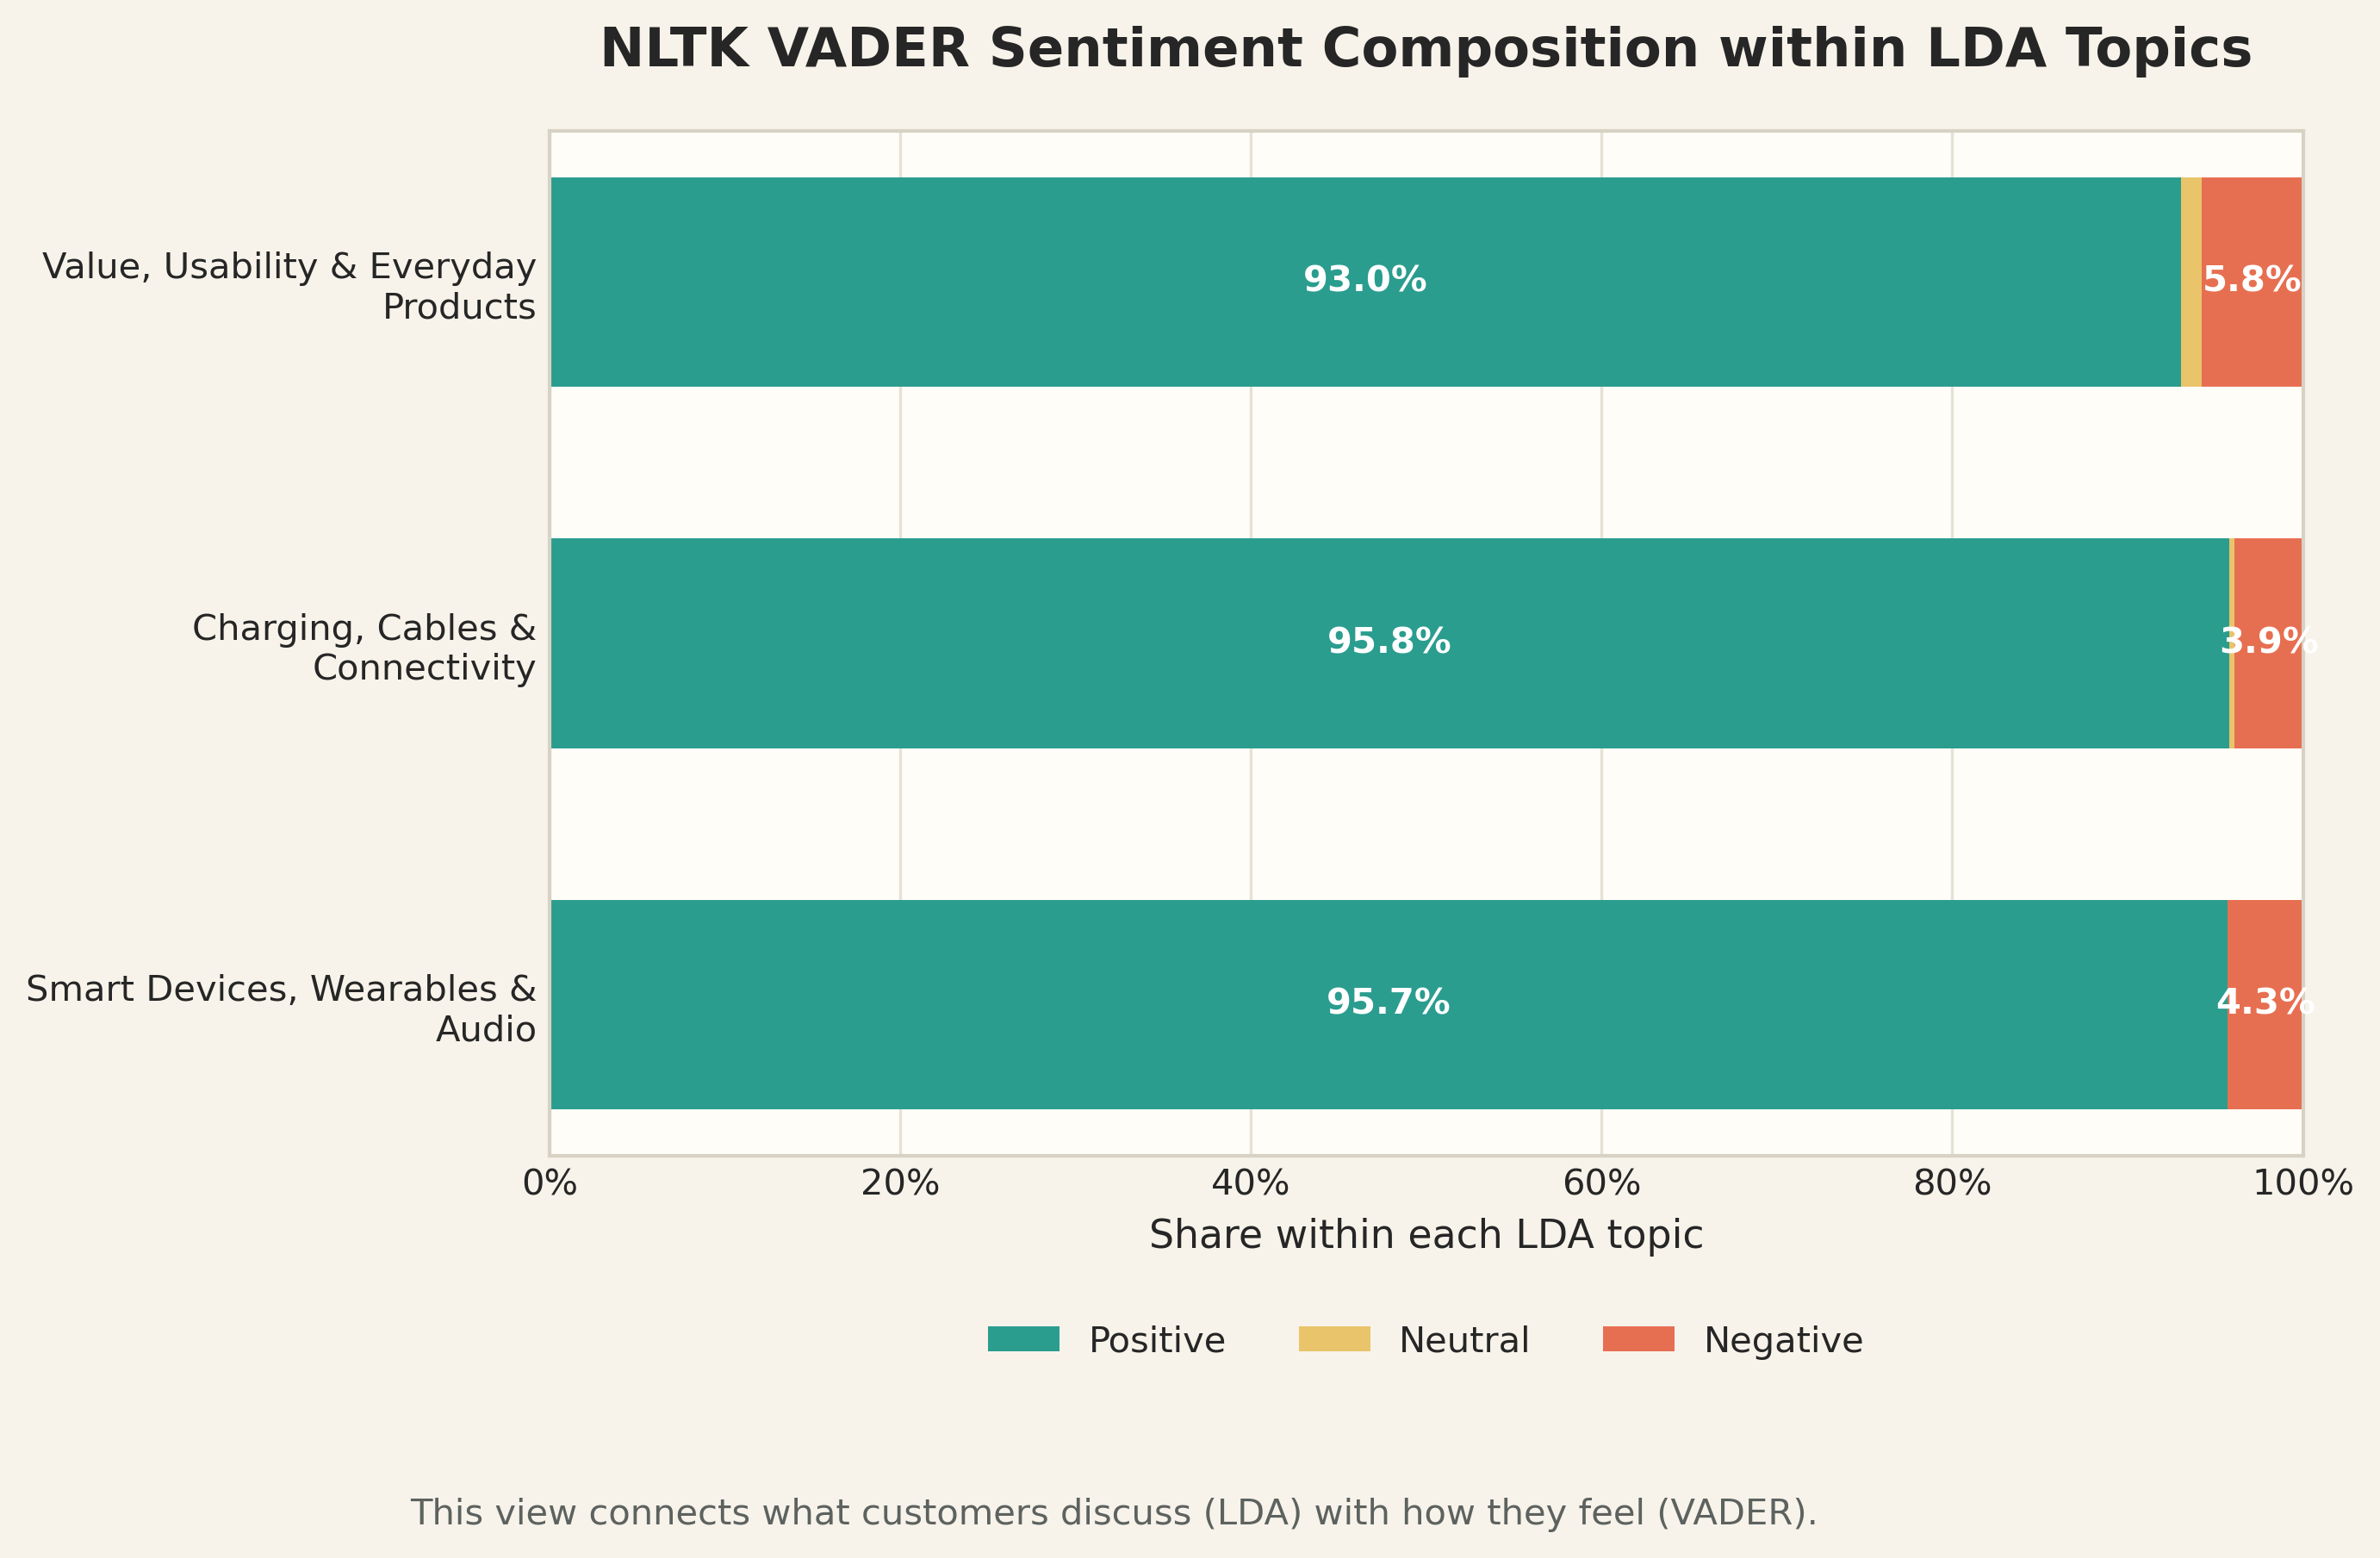 NLTK VADER Sentiment Composition within LDA Topics
Value, Usability & Everyday
Products
93.0%
5.8%
Charging, Cables &
Connectivity
95.8%
3.9%
Smart Devices, Wearables &
Audio
95.7%
4.3%
0%
20%
40%
60%
80%
100%
Share within each LDA topic
Positive
Neutral
Negative
This view connects what customers discuss (LDA) with how they feel (VADER).